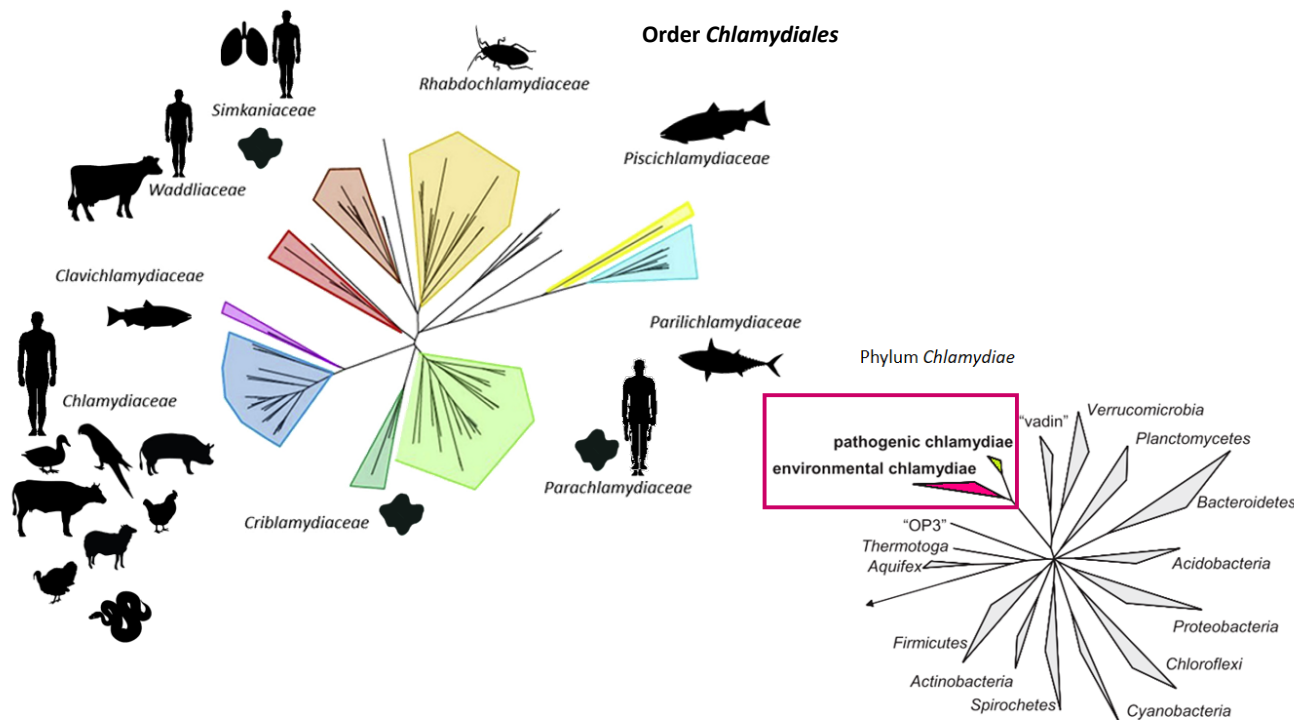 Order Chlamydiales
Simkaniaceae
Rhabdochlamydiaceae
Piscichlamydiaceae
Waddliaceae
Clavichlamydiaceae
Parilichlamydiaceae
Chlamydiaceae
Parachlamydiaceae
Criblamydiaceae
Phylum Chlamydiae
"vadin"
Verrucomicrobia
pathogenic chlamydiae
Planctomycetes
environmental chlamydiae
Bacteroidetes
"OP3"
Thermotoga
Aquifex
Acidobacteria
Proteobacteria
Firmicutes
Chloroflexi
Actinobacteria
Spirochetes
Cyanobacteria